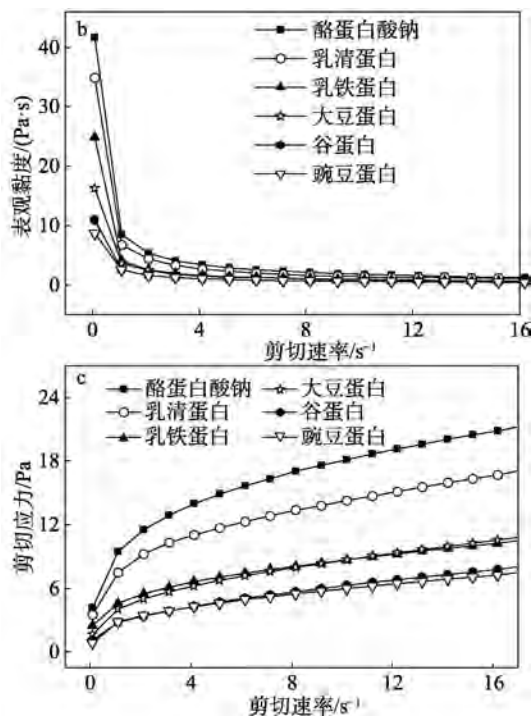 b
酪蛋白酸钠
乳清蛋白
乳铁蛋白
大豆蛋白
谷蛋白
豌豆蛋白
40
30
20
10
0
表观黏度/(Pa·s)
0 4 8 12 16
剪切速率/s⁻¹
c
酪蛋白酸钠 大豆蛋白
乳清蛋白 谷蛋白
乳铁蛋白 豌豆蛋白
24
18
12
6
0
剪切应力/Pa
0 4 8 12 16
剪切速率/s⁻¹